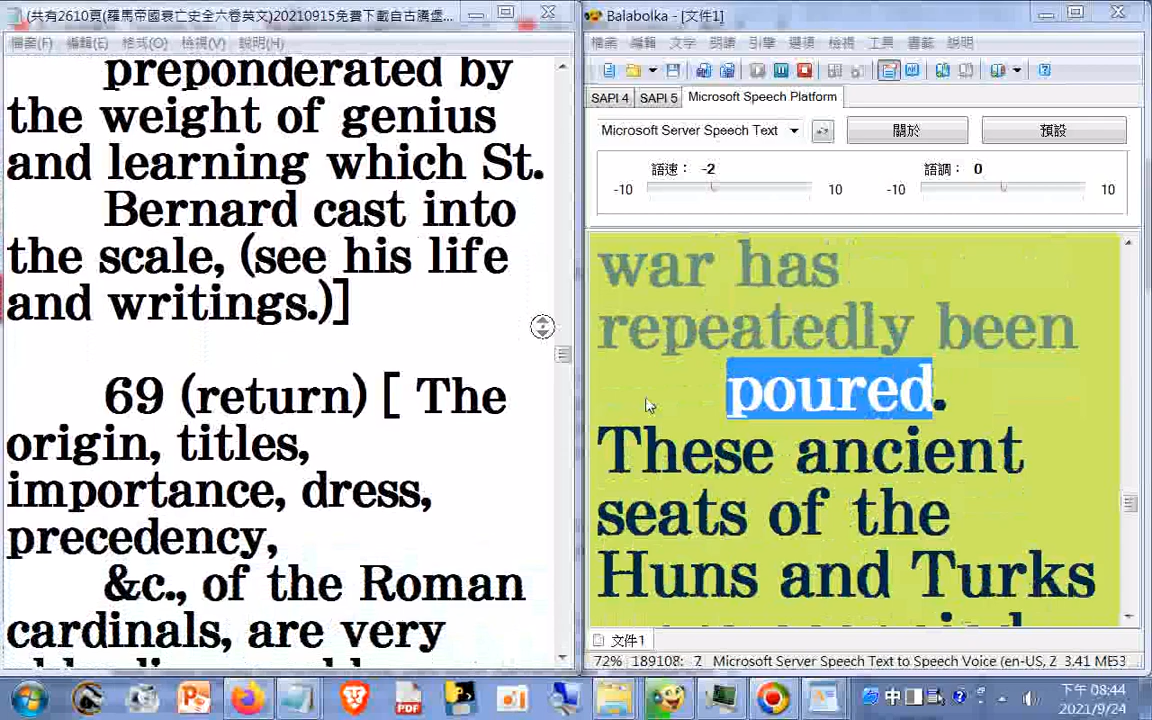 (共有2610頁(羅馬帝國衰亡史全六卷英文)20210915免費下載自古騰堡...
檔案(F) 編輯(E) 格式(O) 檢視(V) 說明(H)
preponderated by
the weight of genius
and learning which St.
Bernard cast into
the scale, (see his life
and writings.)]
69 (return) [ The
origin, titles,
importance, dress,
precedency,
&c., of the Roman
cardinals, are very
Balabolka - [文件1]
檔案 編輯 文字 朗讀 引擎 選項 檢視 工具 書籤 說明
SAPI 4 SAPI 5 Microsoft Speech Platform
Microsoft Server Speech Text 關於 預設
語速： -2 語調： 0
-10 10 -10 10
war has
repeatedly been
poured.
These ancient
seats of the
Huns and Turks
文件1
72% 189108: 7 Microsoft Server Speech Text to Speech Voice (en-US, Z 3.41 ME53
中
下午 08:44
2021/9/24